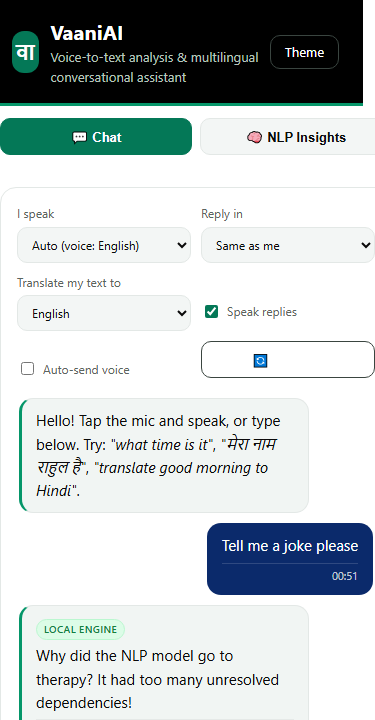 वा
VaaniAI
Voice-to-text analysis & multilingual
conversational assistant
Theme
💬 Chat
🧠 NLP Insights
I speak
Reply in
Auto (voice: English)
Same as me
Translate my text to
English
Speak replies
Auto-send voice
🔄
Hello! Tap the mic and speak, or type
below. Try: "what time is it", "मेरा नाम
राहुल है", "translate good morning to
Hindi".
Tell me a joke please
00:51
LOCAL ENGINE
Why did the NLP model go to
therapy? It had too many unresolved
dependencies!